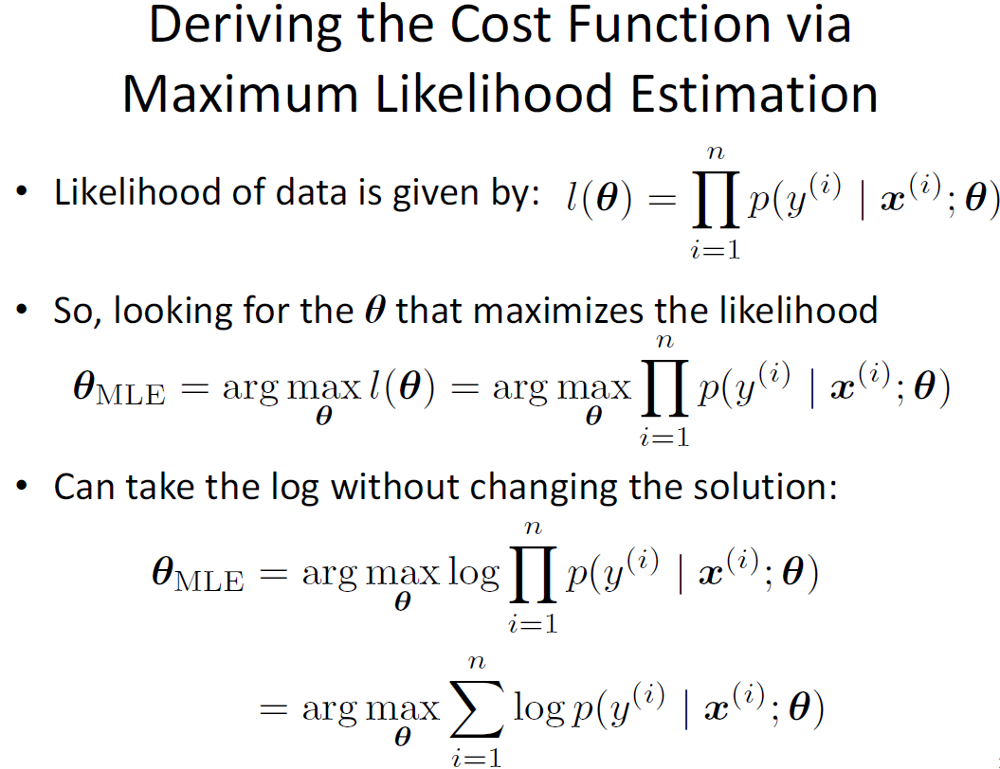 Deriving the Cost Function via
Maximum Likelihood Estimation
• Likelihood of data is given by: $l(\boldsymbol{\theta}) = \prod_{i=1}^{n} p(y^{(i)} \mid \boldsymbol{x}^{(i)}; \boldsymbol{\theta})$
• So, looking for the $\boldsymbol{\theta}$ that maximizes the likelihood
$\boldsymbol{\theta}_{\mathrm{MLE}} = \arg\max_{\boldsymbol{\theta}} l(\boldsymbol{\theta}) = \arg\max_{\boldsymbol{\theta}} \prod_{i=1}^{n} p(y^{(i)} \mid \boldsymbol{x}^{(i)}; \boldsymbol{\theta})$
• Can take the log without changing the solution:
$\boldsymbol{\theta}_{\mathrm{MLE}} = \arg\max_{\boldsymbol{\theta}} \log \prod_{i=1}^{n} p(y^{(i)} \mid \boldsymbol{x}^{(i)}; \boldsymbol{\theta})$
$= \arg\max_{\boldsymbol{\theta}} \sum_{i=1}^{n} \log p(y^{(i)} \mid \boldsymbol{x}^{(i)}; \boldsymbol{\theta})$